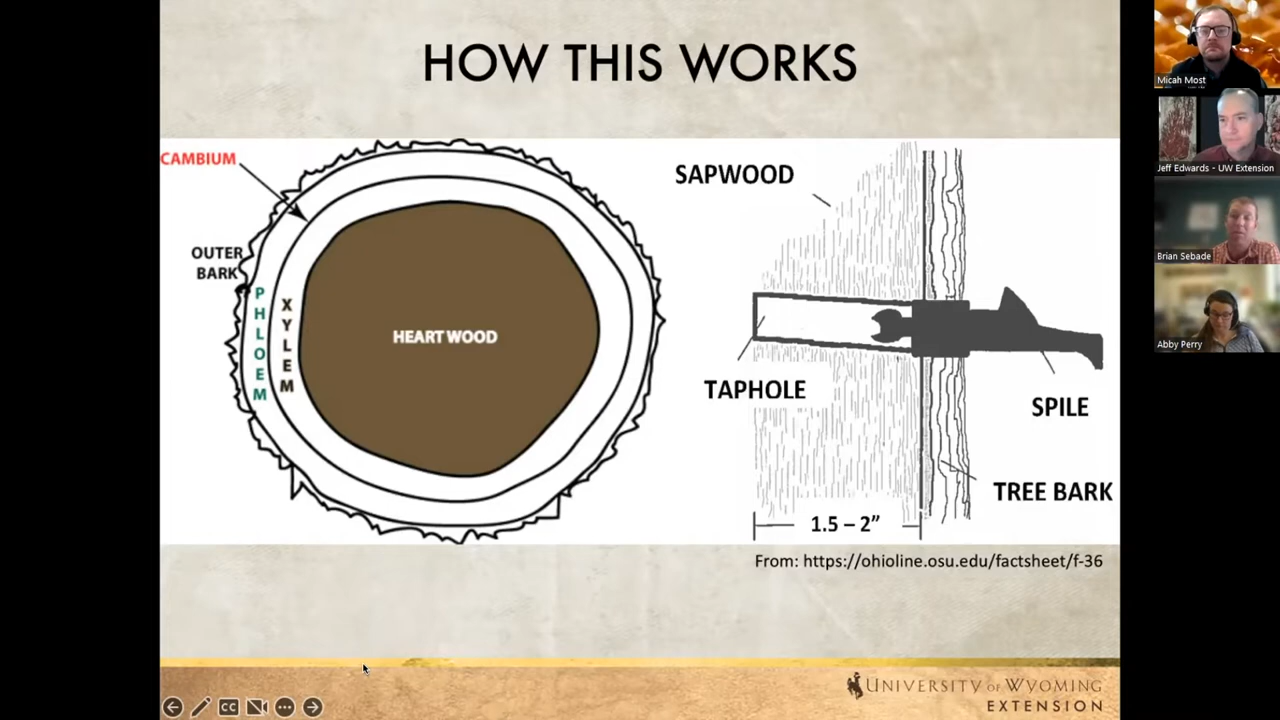 HOW THIS WORKS
CAMBIUM
OUTER
BARK
PHLOEM
XYLEM
HEART WOOD
SAPWOOD
TAPHOLE
SPILE
TREE BARK
1.5 – 2”
From: https://ohioline.osu.edu/factsheet/f-36
UNIVERSITY OF WYOMING
EXTENSION
CC
Micah Most
Jeff Edwards - UW Extension
Brian Sebade
Abby Perry